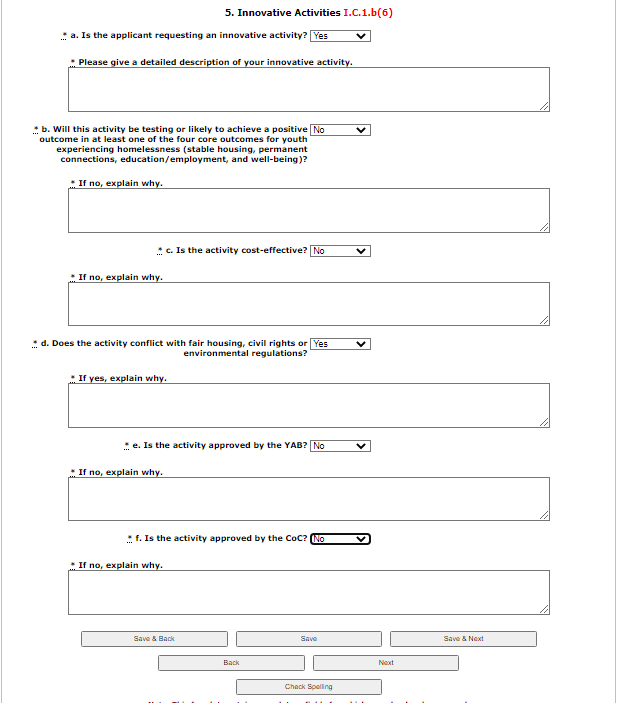 5. Innovative Activities I.C.1.b(6)
* a. Is the applicant requesting an innovative activity? Yes
* Please give a detailed description of your innovative activity.
* b. Will this activity be testing or likely to achieve a positive No
outcome in at least one of the four core outcomes for youth
experiencing homelessness (stable housing, permanent
connections, education/employment, and well-being)?
* If no, explain why.
* c. Is the activity cost-effective? No
* If no, explain why.
* d. Does the activity conflict with fair housing, civil rights or Yes
environmental regulations?
* If yes, explain why.
* e. Is the activity approved by the YAB? No
* If no, explain why.
* f. Is the activity approved by the CoC? No
* If no, explain why.
Save & Back Save Save & Next
Back Next
Check Spelling